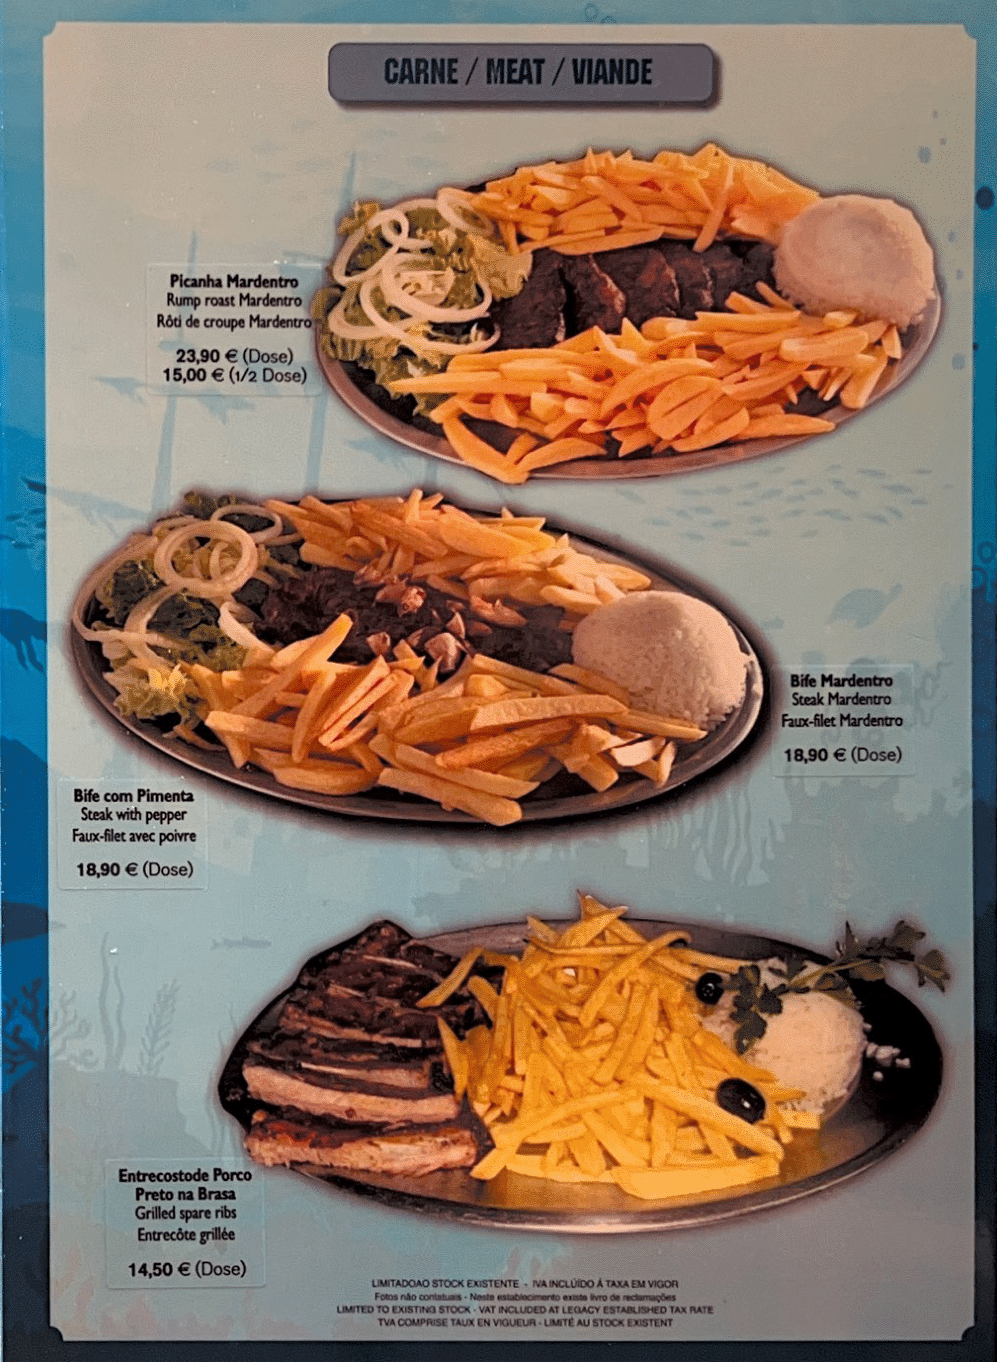 CARNE / MEAT / VIANDE
Picanha Mardentro
Rump roast Mardentro
Rôti de croupe Mardentro
23,90 € (Dose)
15,00 € (1/2 Dose)
Bife Mardentro
Steak Mardentro
Faux-filet Mardentro
18,90 € (Dose)
Bife com Pimenta
Steak with pepper
Faux-filet avec poivre
18,90 € (Dose)
Entrecostode Porco
Preto na Brasa
Grilled spare ribs
Entrecôte grillée
14,50 € (Dose)
LIMITADOAO STOCK EXISTENTE - IVA INCLUÍDO Á TAXA EM VIGOR
Fotos não contatuais - Neste establecimento existe livro de reclamações
LIMITED TO EXISTING STOCK - VAT INCLUDED AT LEGACY ESTABLISHED TAX RATE
TVA COMPRISE TAUX EN VIGUEUR - LIMITÉ AU STOCK EXISTENT